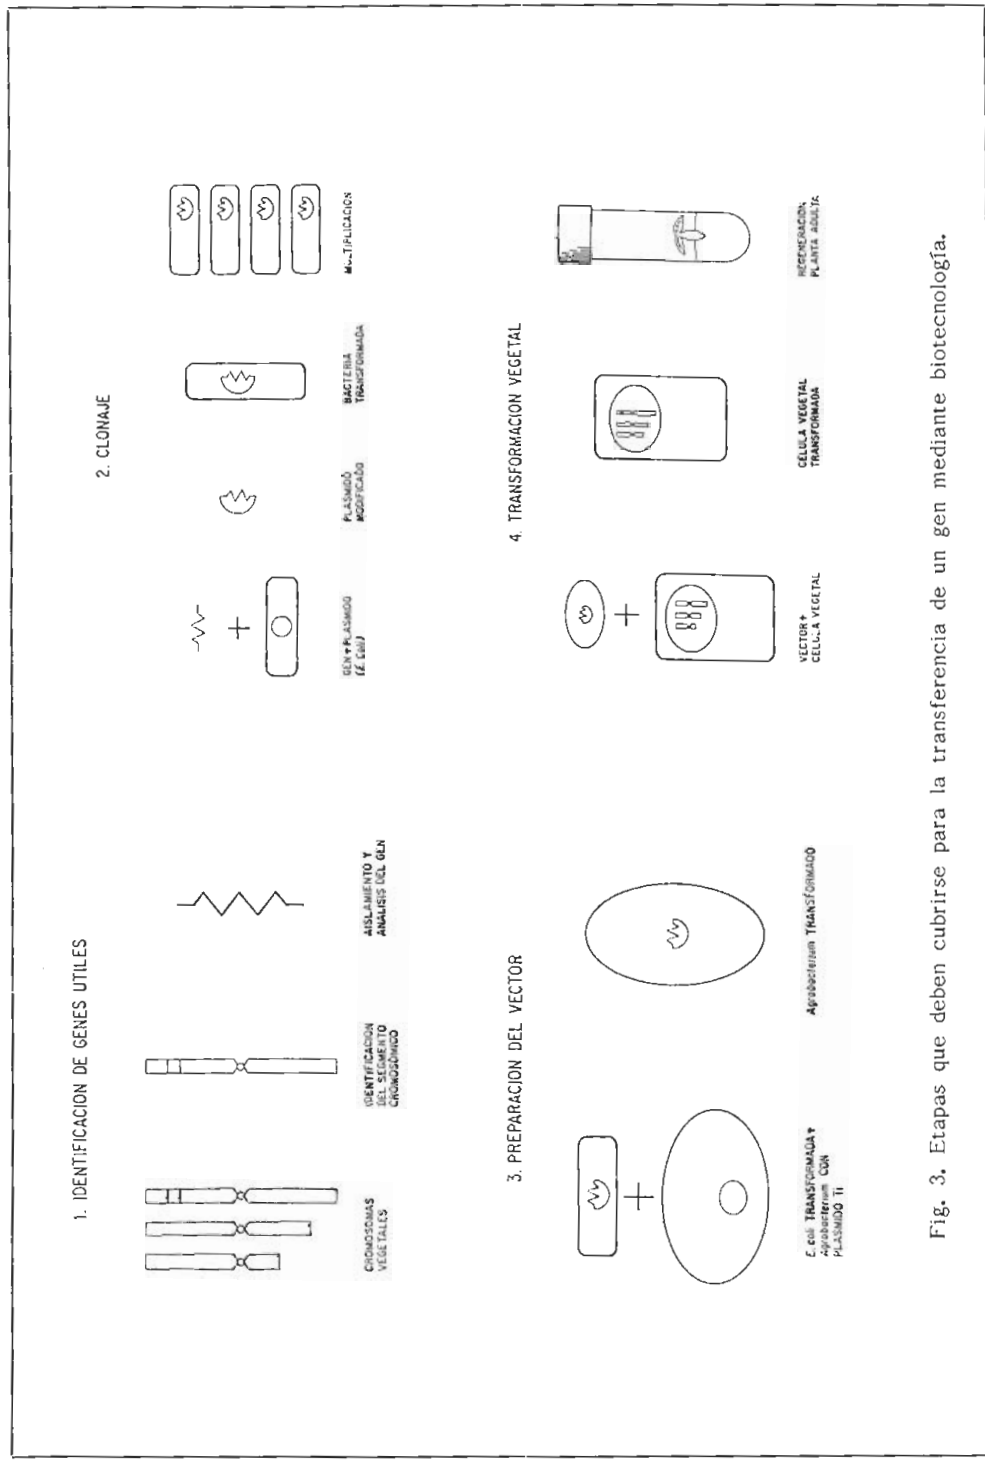 1. IDENTIFICACION DE GENES UTILES
CROMOSOMAS
VEGETALES
IDENTIFICACION
DEL SEGMENTO
CROMOSÓMICO
AISLAMIENTO Y
ANALISIS DEL GEN
2. CLONAJE
GEN+PLASMIDO
(E. coli)
PLASMIDO
MODIFICADO
BACTERIA
TRANSFORMADA
MULTIPLICACION
3. PREPARACION DEL VECTOR
E. coli TRANSFORMADA+
Agrobacterium CON
PLASMIDO Ti
Agrobacterium TRANSFORMADO
4. TRANSFORMACION VEGETAL
VECTOR+
CELULA VEGETAL
CELULA VEGETAL
TRANSFORMADA
REGENERACION
PLANTA ADULTA
Fig. 3. Etapas que deben cubrirse para la transferencia de un gen mediante biotecnología.